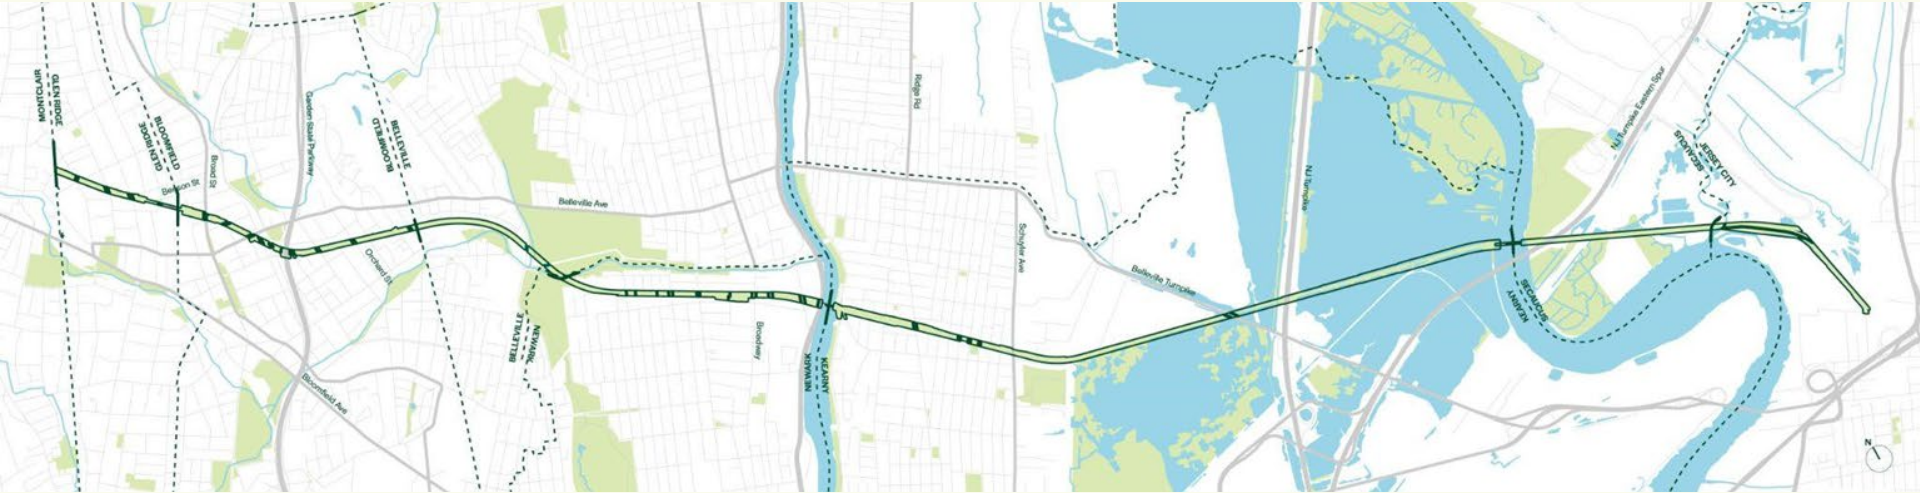 MONTCLAIR
GLEN RIDGE
GLEN RIDGE
BLOOMFIELD
Benson St
Broad St
Garden State Parkway
BLOOMFIELD
BELLEVILLE
Orchard St
Bloomfield Ave
Belleville Ave
BELLEVILLE
NEWARK
Broadway
NEWARK
KEARNY
Ridge Rd
Schuyler Ave
Belleville Turnpike
NJ Turnpike
KEARNY
SECAUCUS
NJ Turnpike Eastern Spur
SECAUCUS
JERSEY CITY
N